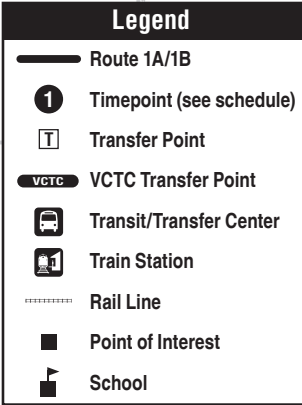 Legend
Route 1A/1B
1 Timepoint (see schedule)
T Transfer Point
VCTC VCTC Transfer Point
Transit/Transfer Center
Train Station
Rail Line
Point of Interest
School